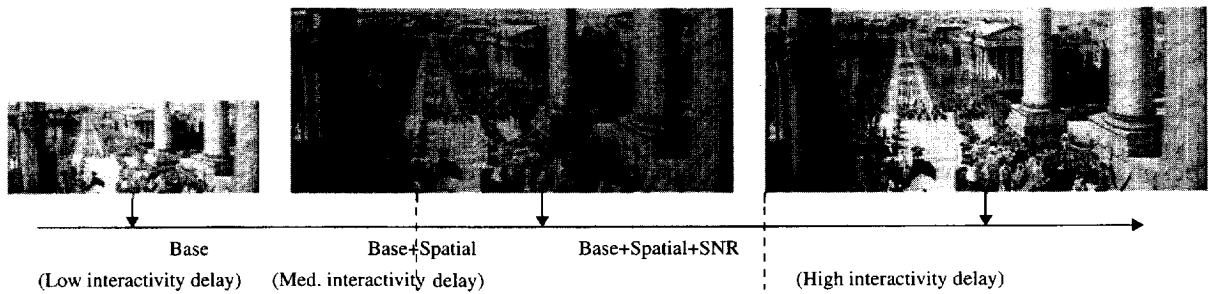 Base Base+Spatial Base+Spatial+SNR
(Low interactivity delay) (Med. interactivity delay) (High interactivity delay)